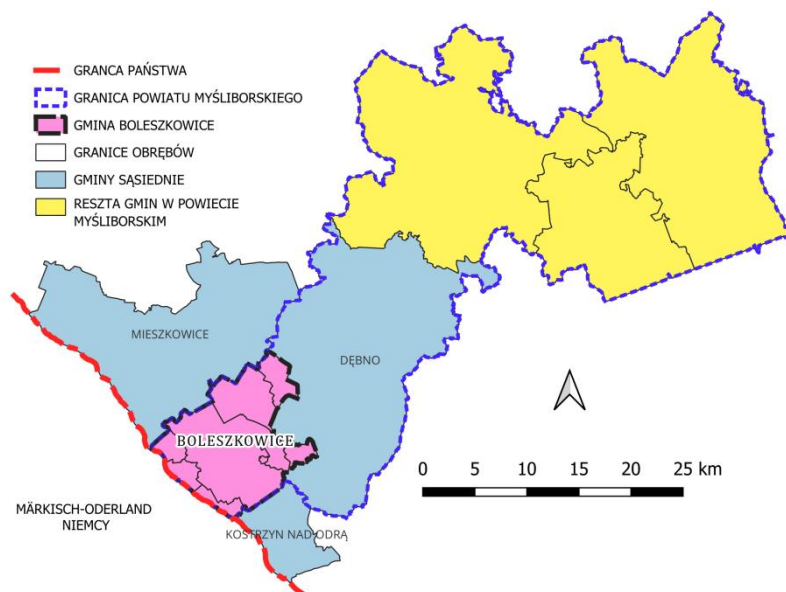 GRANCA PAŃSTWA
GRANICA POWIATU MYŚLIBORSKIEGO
GMINA BOLESZKOWICE
GRANICE OBRĘBÓW
GMINY SĄSIEDNIE
RESZTA GMIN W POWIECIE
MYŚLIBORSKIM
MIESZKOWICE
DĘBNO
BOLESZKOWICE
0 5 10 15 20 25 km
MÄRKISCH-ODERLAND
NIEMCY
KOSTRZYN NAD ODRĄ